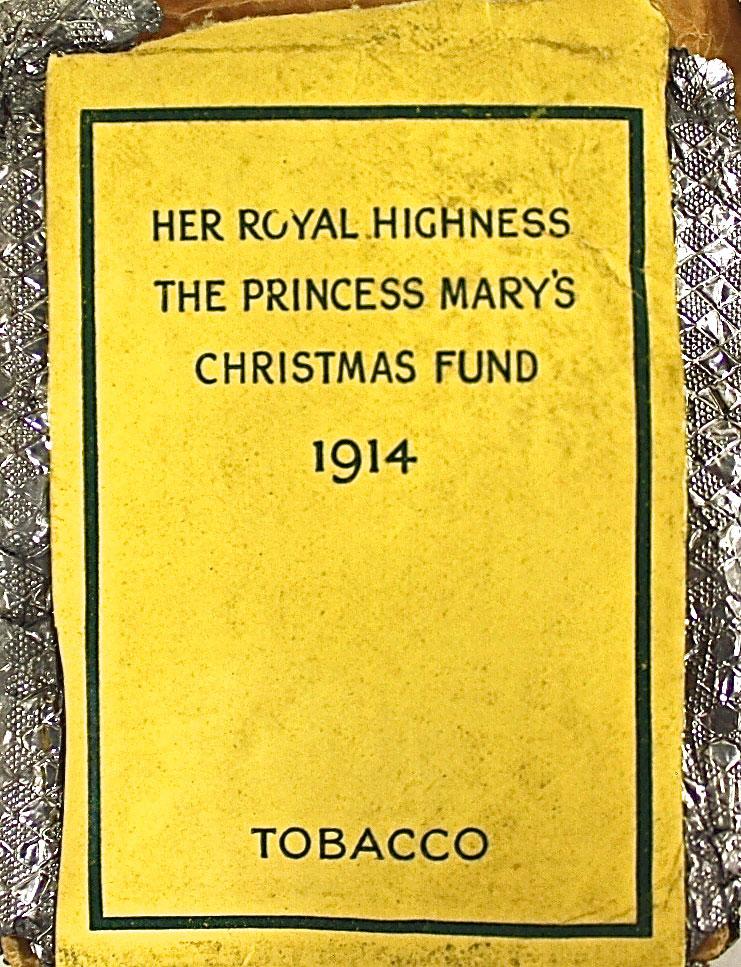 HER ROYAL HIGHNESS
THE PRINCESS MARY'S
CHRISTMAS FUND
1914
TOBACCO